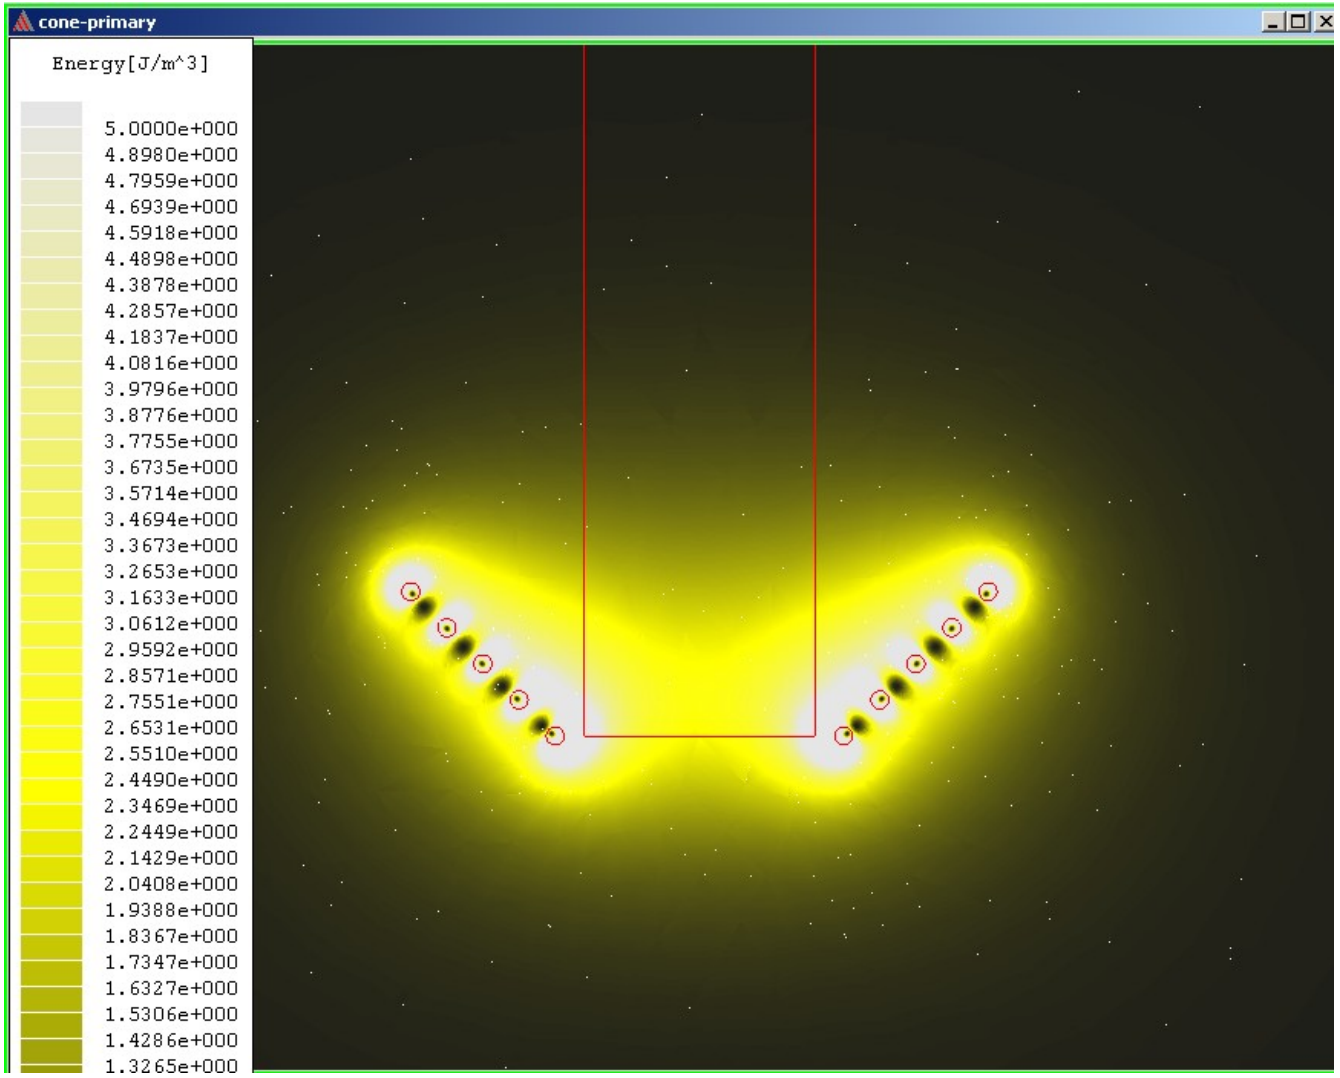 cone-primary
Energy[J/m^3]
5.0000e+000
4.8980e+000
4.7959e+000
4.6939e+000
4.5918e+000
4.4898e+000
4.3878e+000
4.2857e+000
4.1837e+000
4.0816e+000
3.9796e+000
3.8776e+000
3.7755e+000
3.6735e+000
3.5714e+000
3.4694e+000
3.3673e+000
3.2653e+000
3.1633e+000
3.0612e+000
2.9592e+000
2.8571e+000
2.7551e+000
2.6531e+000
2.5510e+000
2.4490e+000
2.3469e+000
2.2449e+000
2.1429e+000
2.0408e+000
1.9388e+000
1.8367e+000
1.7347e+000
1.6327e+000
1.5306e+000
1.4286e+000
1.3265e+000